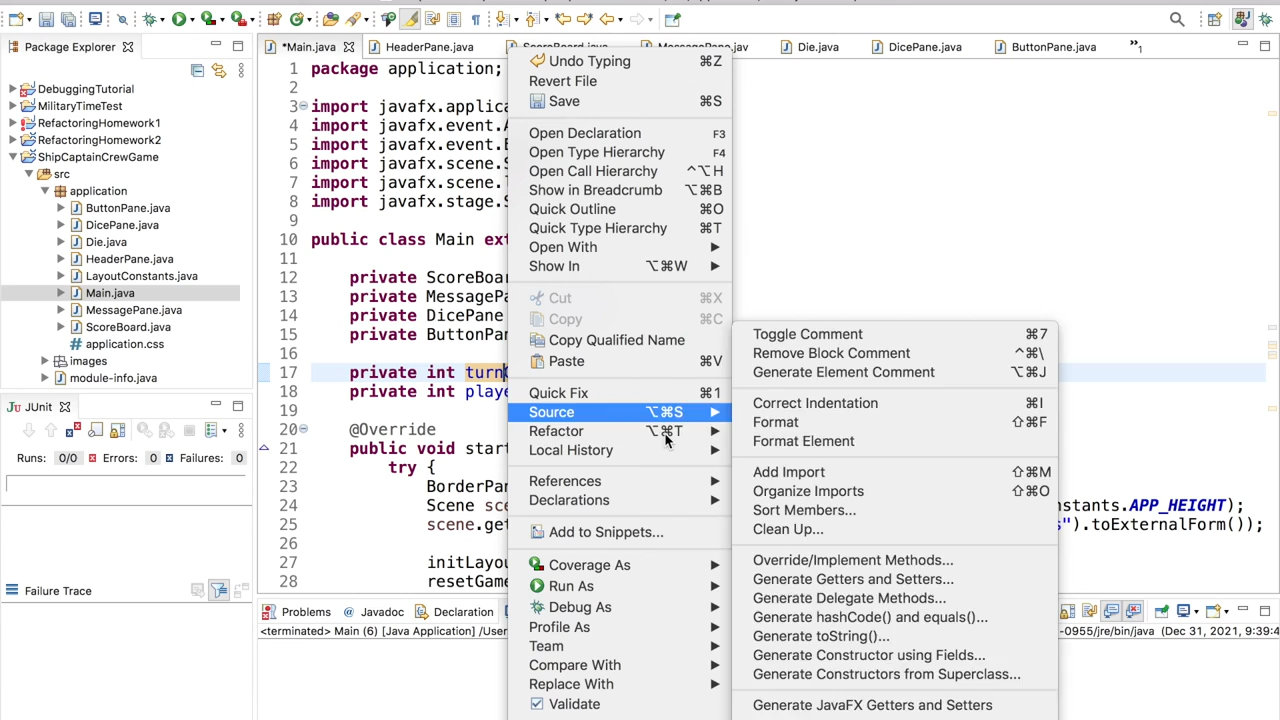 Package Explorer
DebuggingTutorial
MilitaryTimeTest
RefactoringHomework1
RefactoringHomework2
ShipCaptainCrewGame
src
application
ButtonPane.java
DicePane.java
Die.java
HeaderPane.java
LayoutConstants.java
Main.java
MessagePane.java
ScoreBoard.java
application.css
images
module-info.java
JUnit
Runs: 0/0 Errors: 0 Failures: 0
Failure Trace
*Main.java HeaderPane.java ScoreBoard.java MessagePane.java Die.java DicePane.java ButtonPane.java »1
1 package application;
2
3 import javafx.applic
4 import javafx.event.
5 import javafx.event.
6 import javafx.scene.
7 import javafx.scene.
8 import javafx.stage.
9
10 public class Main ext
11
12 private ScoreBoar
13 private MessagePa
14 private DicePane
15 private ButtonPan
16
17 private int turn
18 private int playe
19
20 @Override
21 public void start
22 try {
23 BorderPan
24 Scene sce nstants.APP_HEIGHT);
25 scene.get s").toExternalForm());
26
27 initLayou
28 resetGame
Undo Typing ⌘Z
Revert File
Save ⌘S
Open Declaration F3
Open Type Hierarchy F4
Open Call Hierarchy ^⌥H
Show in Breadcrumb ⌥⌘B
Quick Outline ⌘O
Quick Type Hierarchy ⌘T
Open With
Show In ⌥⌘W
Cut ⌘X
Copy ⌘C
Copy Qualified Name
Paste ⌘V
Quick Fix ⌘1
Source ⌥⌘S
Refactor ⌥⌘T
Local History
References
Declarations
Add to Snippets...
Coverage As
Run As
Debug As
Profile As
Team
Compare With
Replace With
Validate
Toggle Comment ⌘7
Remove Block Comment ^⌘\
Generate Element Comment ⌥⌘J
Correct Indentation ⌘I
Format ⇧⌘F
Format Element
Add Import ⇧⌘M
Organize Imports ⇧⌘O
Sort Members...
Clean Up...
Override/Implement Methods...
Generate Getters and Setters...
Generate Delegate Methods...
Generate hashCode() and equals()...
Generate toString()...
Generate Constructor using Fields...
Generate Constructors from Superclass...
Generate JavaFX Getters and Setters
Problems Javadoc Declaration
<terminated> Main (6) [Java Application] /User -0955/jre/bin/java (Dec 31, 2021, 9:39:4